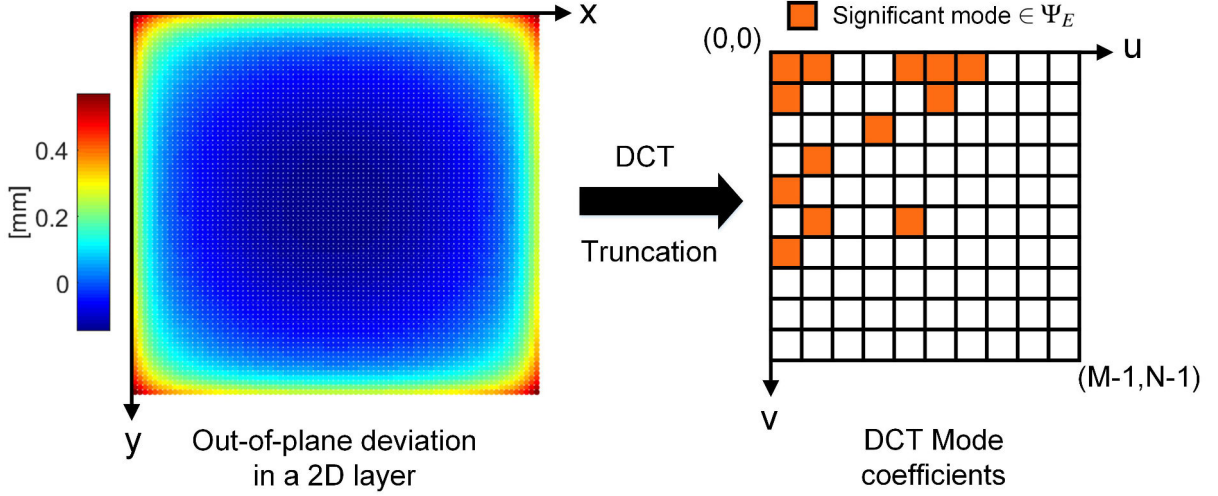 x
Significant mode ∈ Ψ_E
(0,0)
u
0.4
0.2
0
[mm]
DCT
Truncation
(M-1,N-1)
v
y
Out-of-plane deviation
in a 2D layer
DCT Mode
coefficients